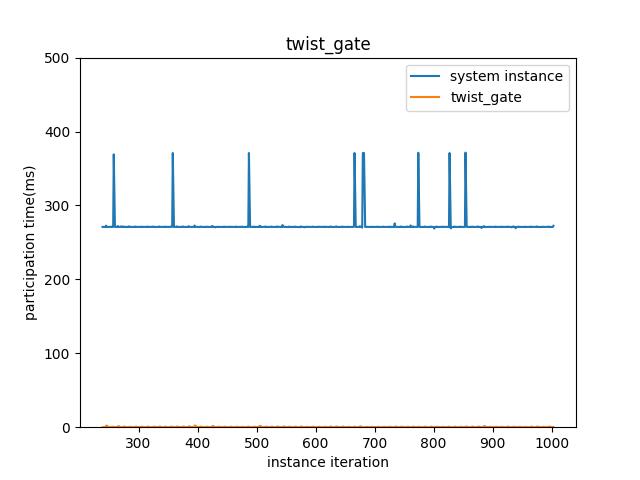 twist_gate
500
400
300
200
100
0
participation time(ms)
system instance
twist_gate
300 400 500 600 700 800 900 1000
instance iteration